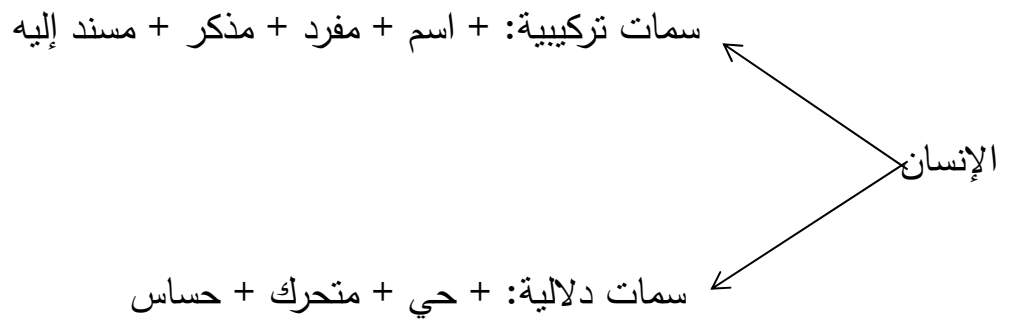 سمات تركيبية: + اسم + مفرد + مذكر + مسند إليه
الإنسان
سمات دلالية: + حي + متحرك + حساس